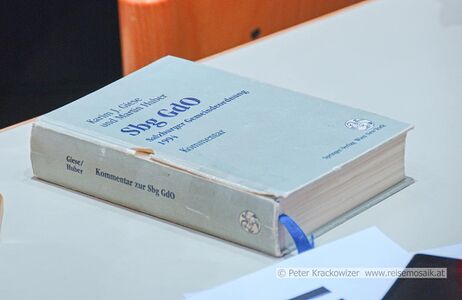 Karim J. Giese
und Martin Huber
Sbg GdO
Salzburger Gemeindeordnung
1994
Kommentar
Springer-Verlag Wien New York
Giese/
Huber
Kommentar zur Sbg GdO
© Peter Krackowizer www.reisemosaik.at